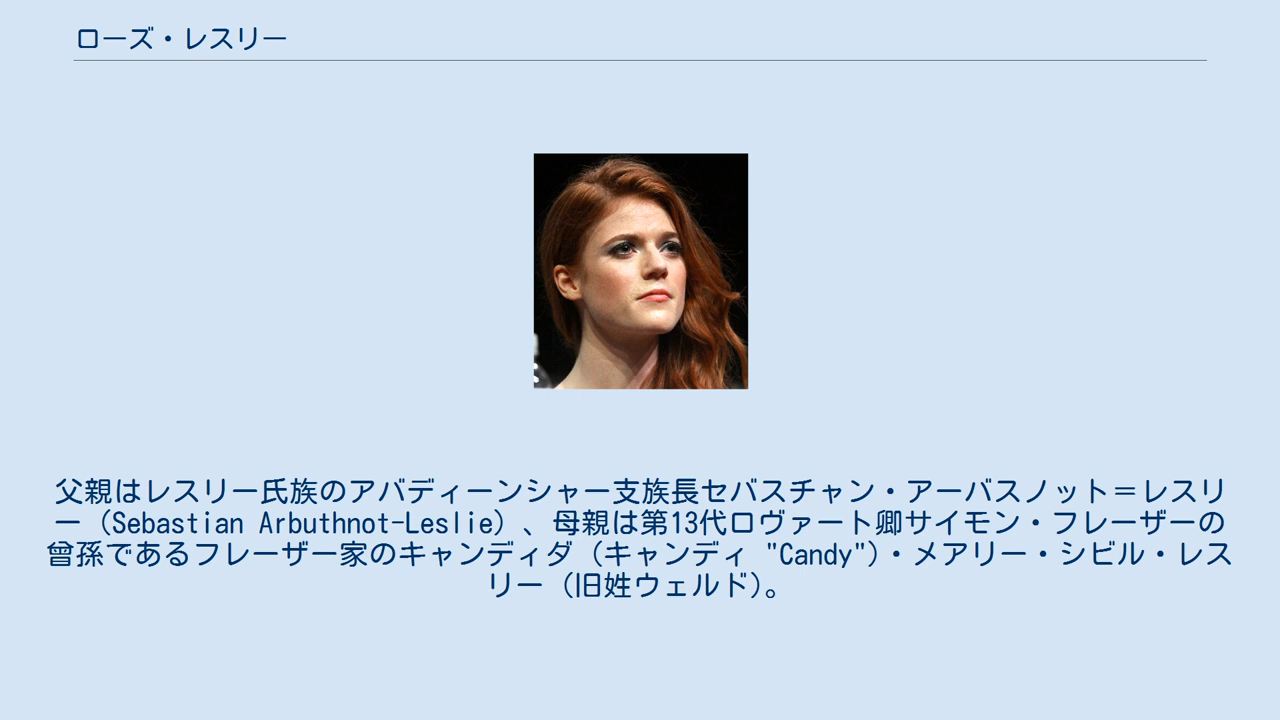 ローズ・レスリー
父親はレスリー氏族のアバディーンシャー支族長セバスチャン・アーバスノット＝レスリ
ー（Sebastian Arbuthnot-Leslie）、母親は第13代ロヴァート卿サイモン・フレーザーの
曾孫であるフレーザー家のキャンディダ（キャンディ "Candy"）・メアリー・シビル・レス
リー（旧姓ウェルド）。